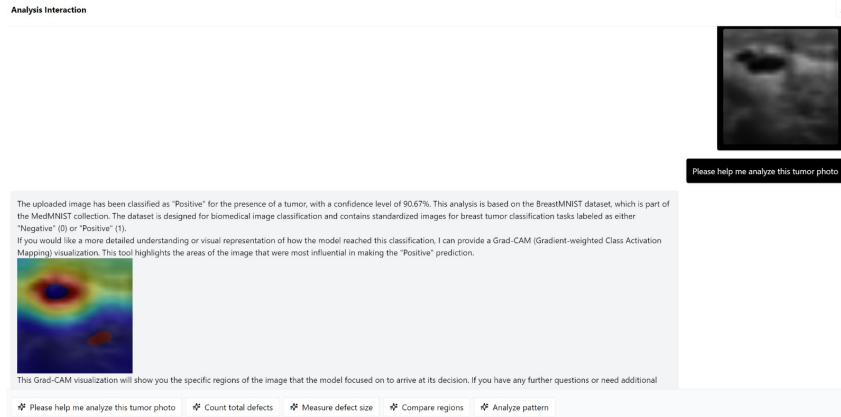 Analysis Interaction
Please help me analyze this tumor photo
The uploaded image has been classified as "Positive" for the presence of a tumor, with a confidence level of 90.67%. This analysis is based on the BreastMNIST dataset, which is part of
the MedMNIST collection. The dataset is designed for biomedical image classification and contains standardized images for breast tumor classification tasks labeled as either
"Negative" (0) or "Positive" (1).
If you would like a more detailed understanding or visual representation of how the model reached this classification, I can provide a Grad-CAM (Gradient-weighted Class Activation
Mapping) visualization. This tool highlights the areas of the image that were most influential in making the "Positive" prediction.
This Grad-CAM visualization will show you the specific regions of the image that the model focused on to arrive at its decision. If you have any further questions or need additional
Please help me analyze this tumor photo Count total defects Measure defect size Compare regions Analyze pattern